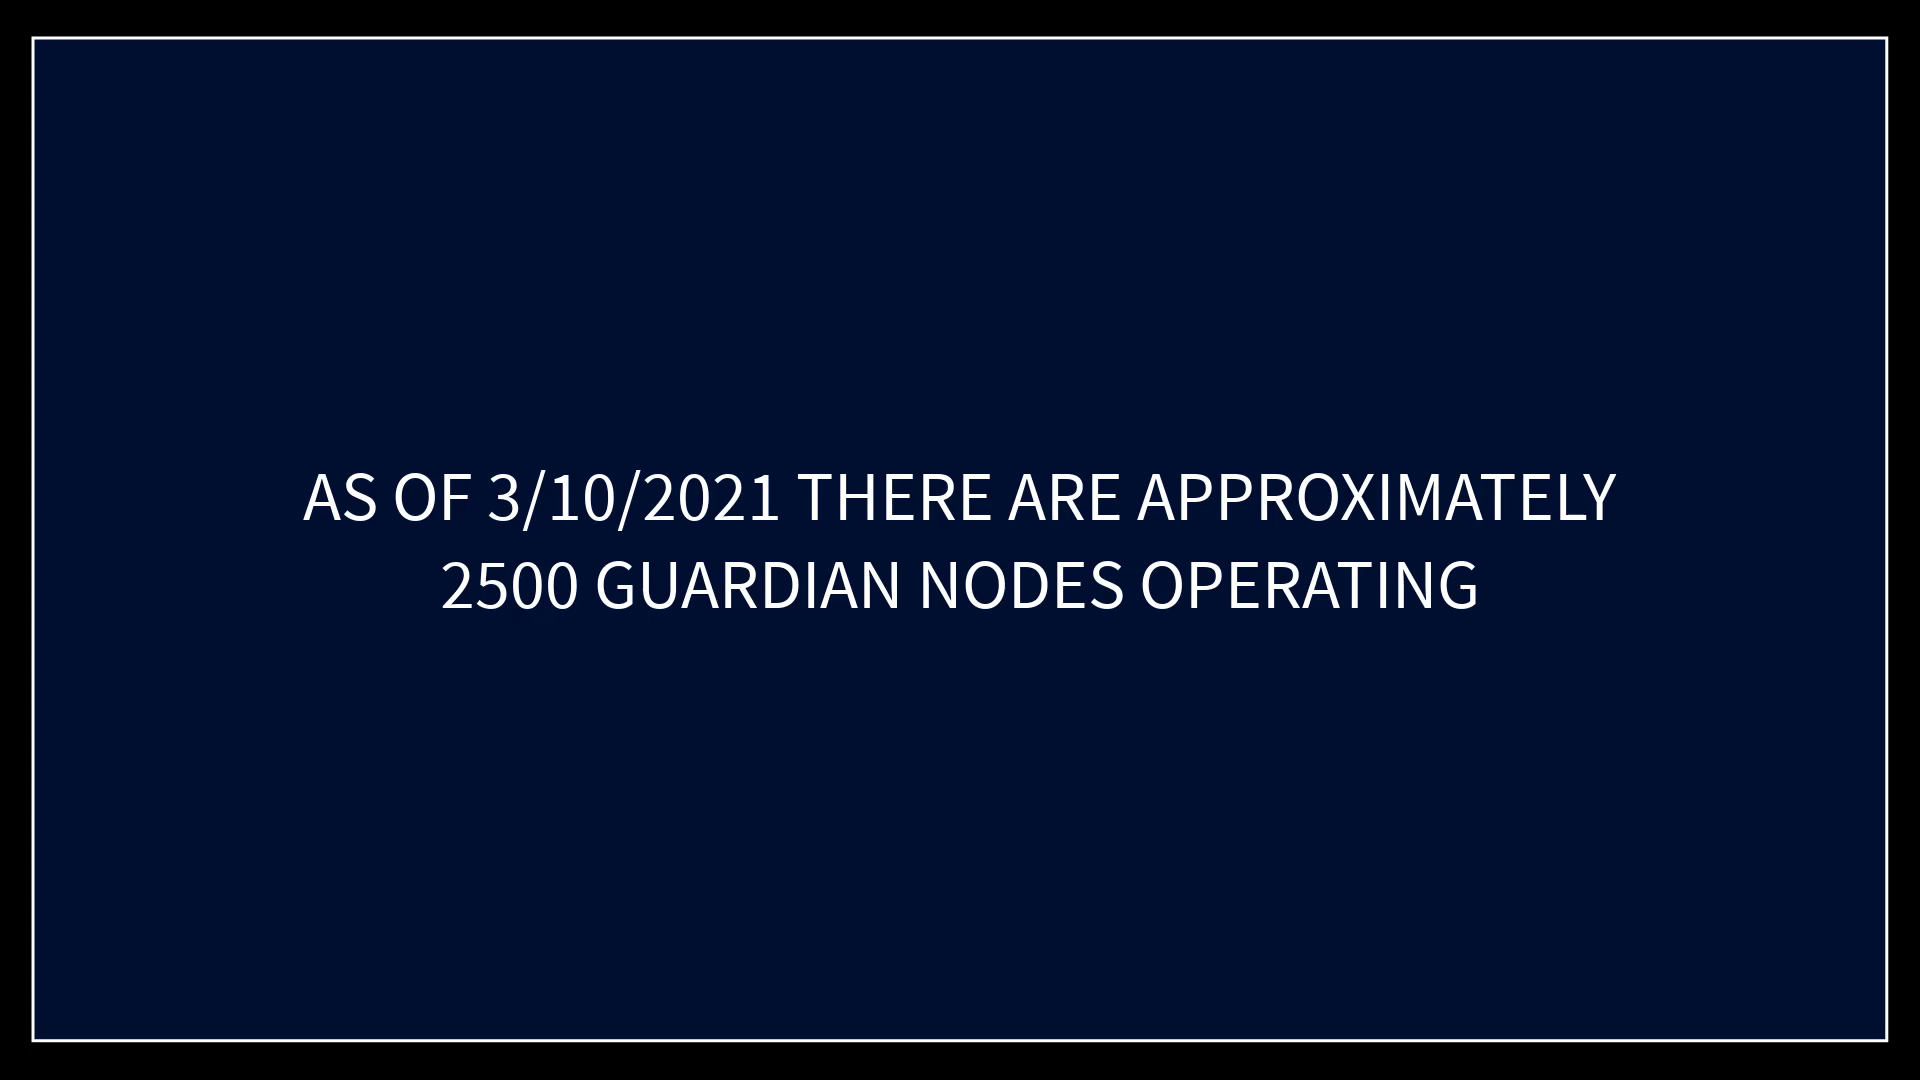 AS OF 3/10/2021 THERE ARE APPROXIMATELY
2500 GUARDIAN NODES OPERATING